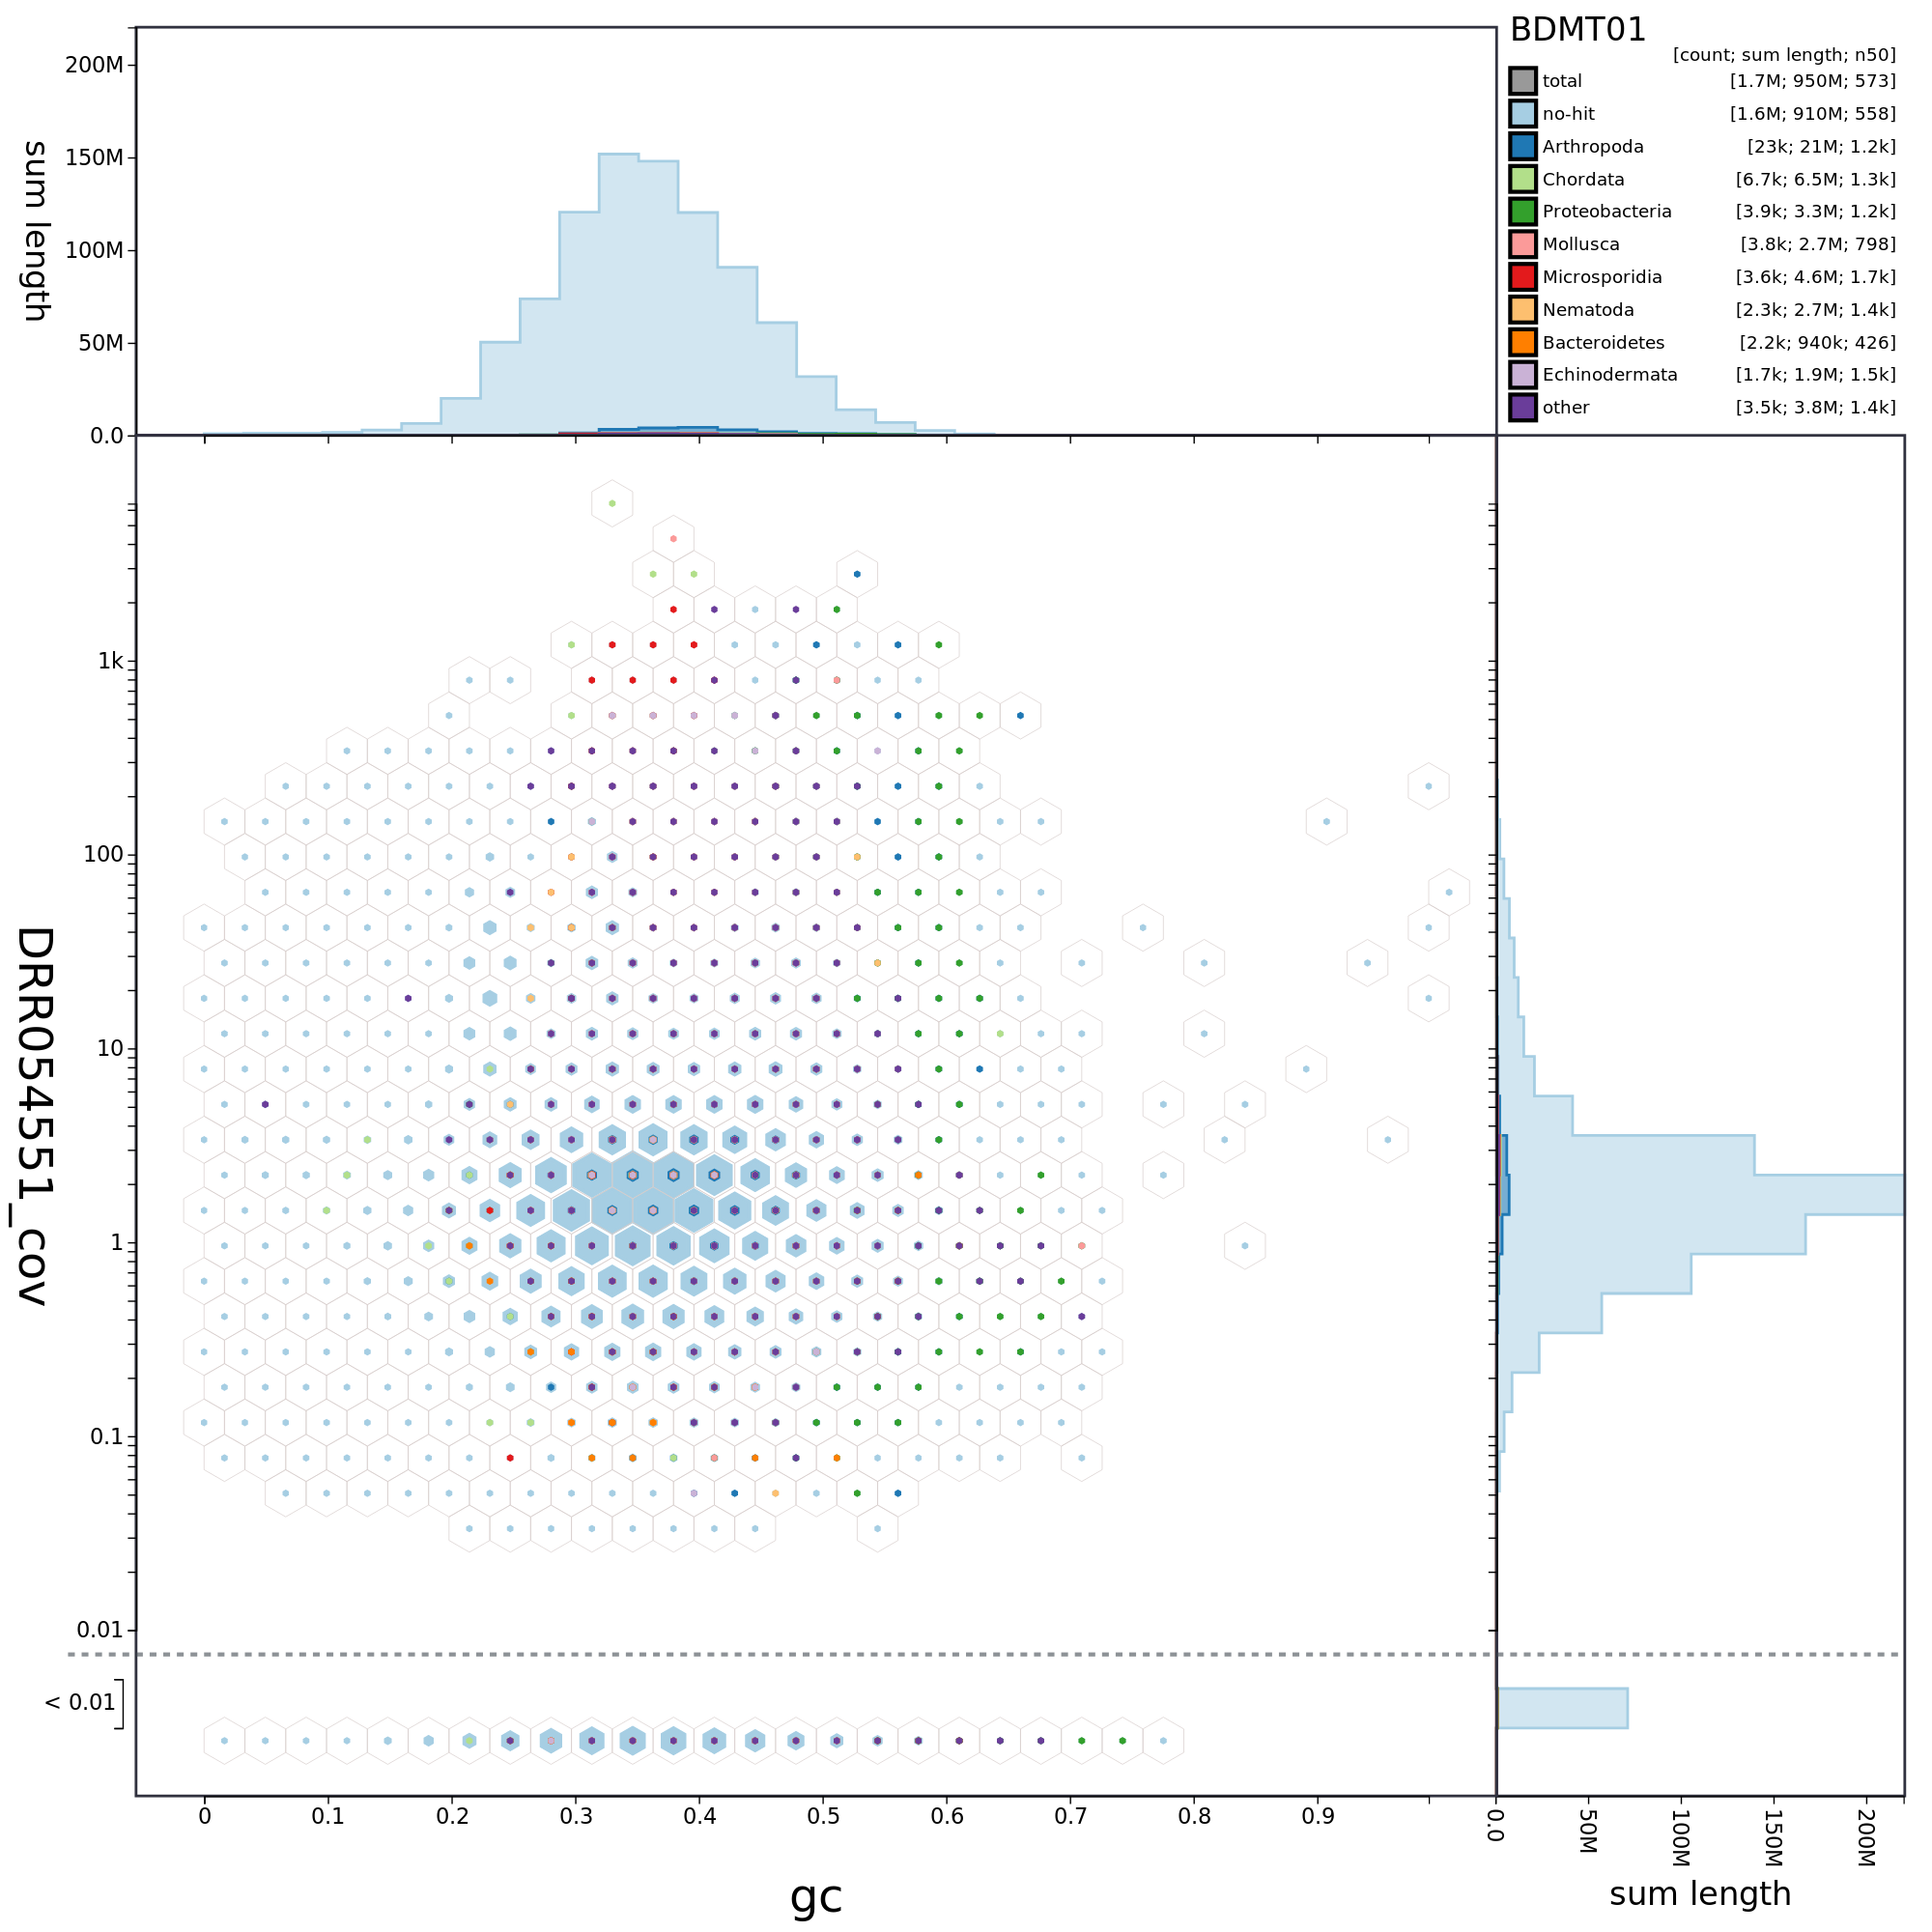 BDMT01
[count; sum length; n50]
total [1.7M; 950M; 573]
no-hit [1.6M; 910M; 558]
Arthropoda [23k; 21M; 1.2k]
Chordata [6.7k; 6.5M; 1.3k]
Proteobacteria [3.9k; 3.3M; 1.2k]
Mollusca [3.8k; 2.7M; 798]
Microsporidia [3.6k; 4.6M; 1.7k]
Nematoda [2.3k; 2.7M; 1.4k]
Bacteroidetes [2.2k; 940k; 426]
Echinodermata [1.7k; 1.9M; 1.5k]
other [3.5k; 3.8M; 1.4k]
sum length
200M
150M
100M
50M
0.0
DRR054551_cov
1k
100
10
1
0.1
0.01
< 0.01
0 0.1 0.2 0.3 0.4 0.5 0.6 0.7 0.8 0.9
gc
0.0 50M 100M 150M 200M
sum length